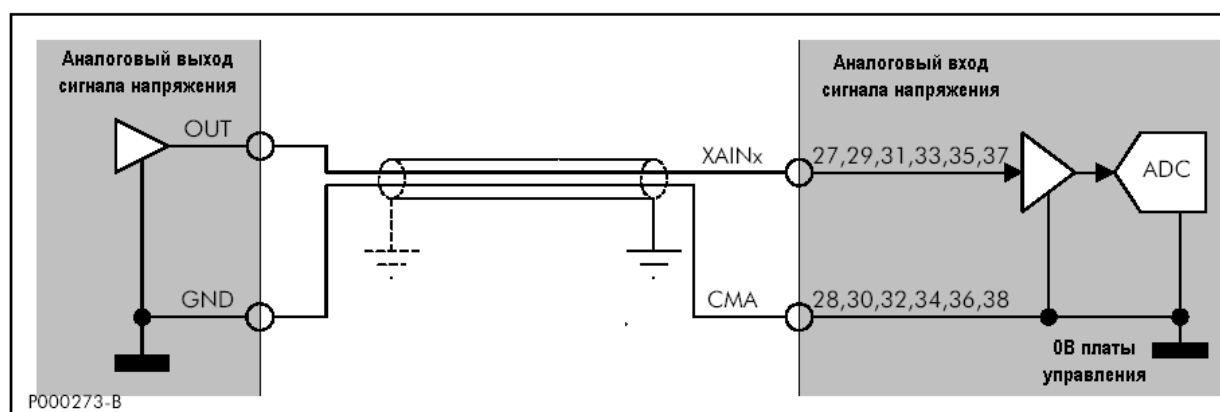 Аналоговый выход
сигнала напряжения
Аналоговый вход
сигнала напряжения
OUT
XAINx
27,29,31,33,35,37
ADC
GND
CMA
28,30,32,34,36,38
0В платы
управления
P000273-B